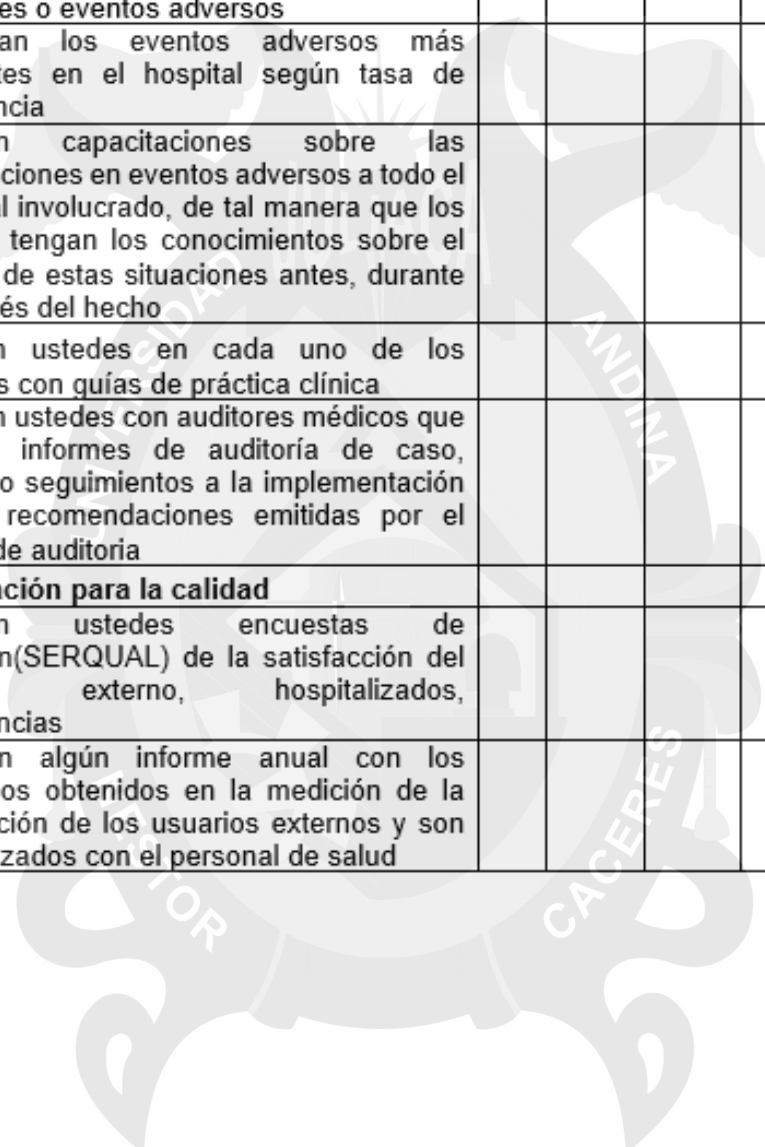 es o eventos adversos
an los eventos adversos más
tes en el hospital según tasa de
ncia
n capacitaciones sobre las
ciones en eventos adversos a todo el
l involucrado, de tal manera que los
tengan los conocimientos sobre el
de estas situaciones antes, durante
és del hecho
n ustedes en cada uno de los
s con guías de práctica clínica
n ustedes con auditores médicos que
informes de auditoría de caso,
o seguimientos a la implementación
recomendaciones emitidas por el
de auditoria
ación para la calidad
n ustedes encuestas de
n(SERQUAL) de la satisfacción del
externo, hospitalizados,
ncias
n algún informe anual con los
os obtenidos en la medición de la
ción de los usuarios externos y son
zados con el personal de salud
UNIVERSIDAD
ANDINA
NESTOR
CACERES